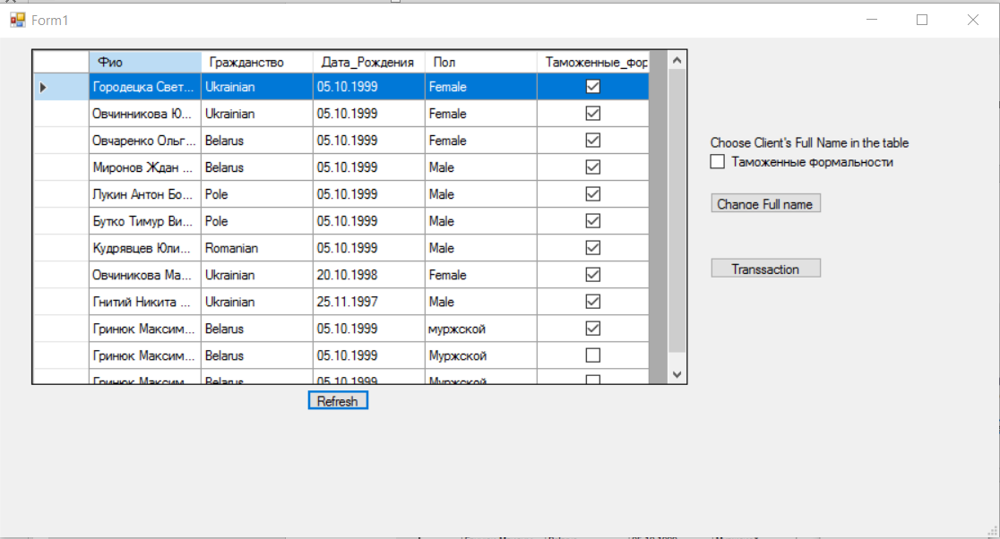 Form1
Фио Гражданство Дата_Рождения Пол Таможенные_фор
Городецка Свет... Ukrainian 05.10.1999 Female
Овчинникова Ю... Ukrainian 05.10.1999 Female
Овчаренко Ольг... Belarus 05.10.1999 Female
Миронов Ждан ... Belarus 05.10.1999 Male
Лукин Антон Бо... Pole 05.10.1999 Male
Бутко Тимур Ви... Pole 05.10.1999 Male
Кудрявцев Юли... Romanian 05.10.1999 Male
Овчиникова Ма... Ukrainian 20.10.1998 Female
Гнитий Никита ... Ukrainian 25.11.1997 Male
Гринюк Максим... Belarus 05.10.1999 муржской
Гринюк Максим... Belarus 05.10.1999 Муржской
Гринюк Максим... Belarus 05.10.1999 Муржской
Refresh
Choose Client's Full Name in the table
Таможенные формальности
Change Full name
Transsaction